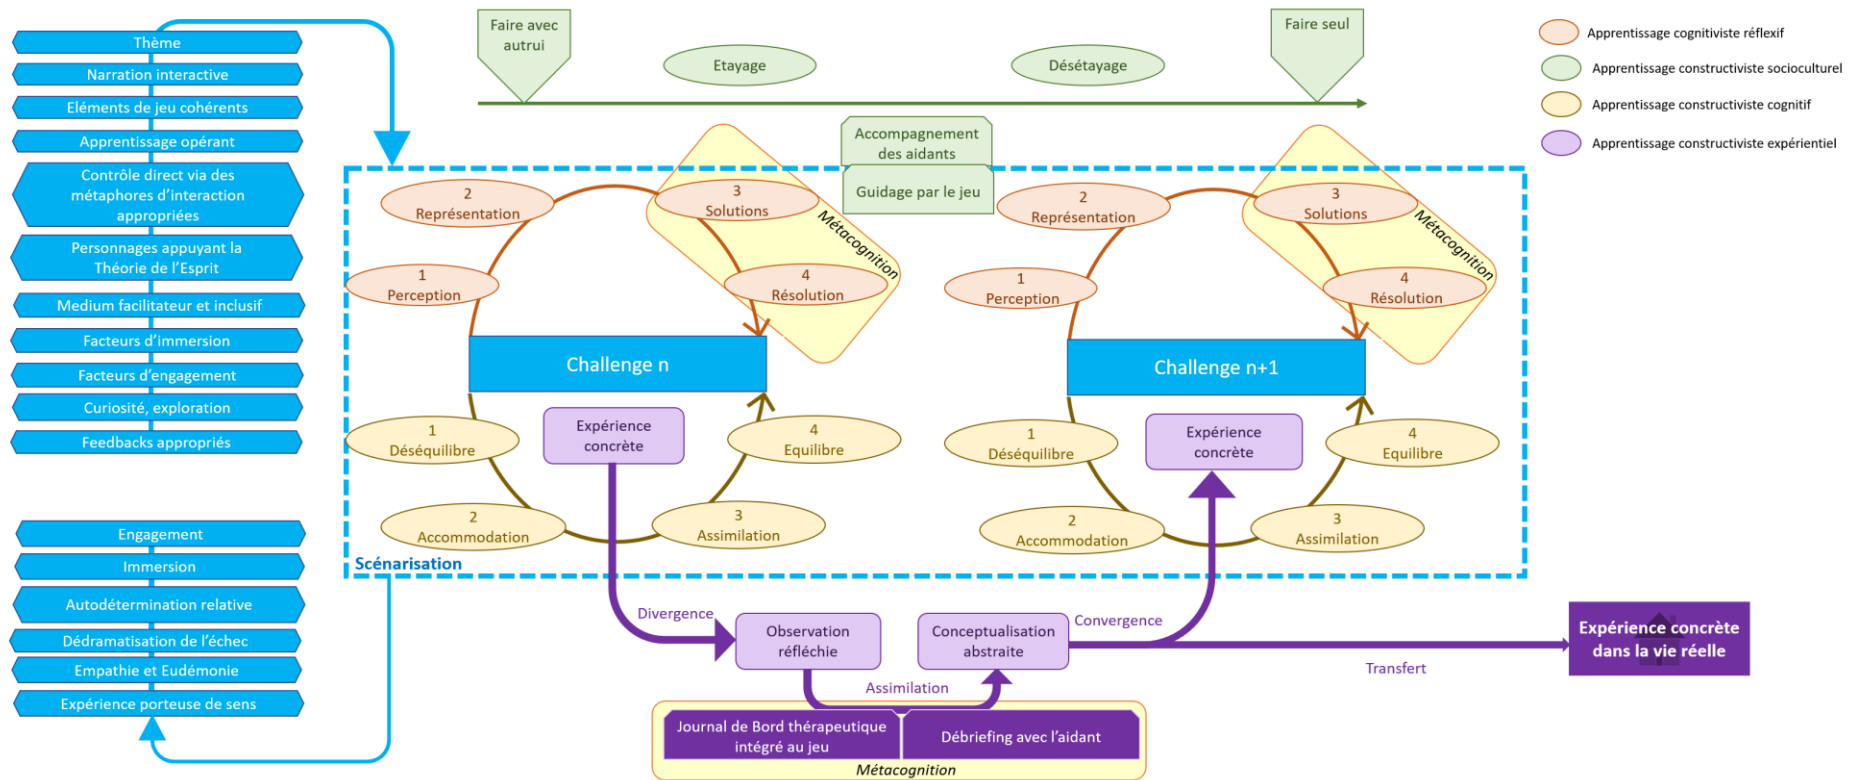 Thème
Narration interactive
Eléments de jeu cohérents
Apprentissage opérant
Contrôle direct via des
métaphores d'interaction
appropriées
Personnages appuyant la
Théorie de l'Esprit
Medium facilitateur et inclusif
Facteurs d'immersion
Facteurs d'engagement
Curiosité, exploration
Feedbacks appropriés
Engagement
Immersion
Autodétermination relative
Dédramatisation de l'échec
Empathie et Eudémonie
Expérience porteuse de sens
Faire avec
autrui
Etayage
Désétayage
Faire seul
Apprentissage cognitiviste réflexif
Apprentissage constructiviste socioculturel
Apprentissage constructiviste cognitif
Apprentissage constructiviste expérientiel
Accompagnement
des aidants
Guidage par le jeu
1
Perception
2
Représentation
3
Solutions
4
Résolution
Métacognition
Challenge n
1
Déséquilibre
2
Accommodation
3
Assimilation
4
Equilibre
Expérience
concrète
1
Perception
2
Représentation
3
Solutions
4
Résolution
Métacognition
Challenge n+1
1
Déséquilibre
2
Accommodation
3
Assimilation
4
Equilibre
Expérience
concrète
Scénarisation
Divergence
Observation
réfléchie
Assimilation
Conceptualisation
abstraite
Convergence
Transfert
Expérience concrète
dans la vie réelle
Journal de Bord thérapeutique
intégré au jeu
Débriefing avec l'aidant
Métacognition